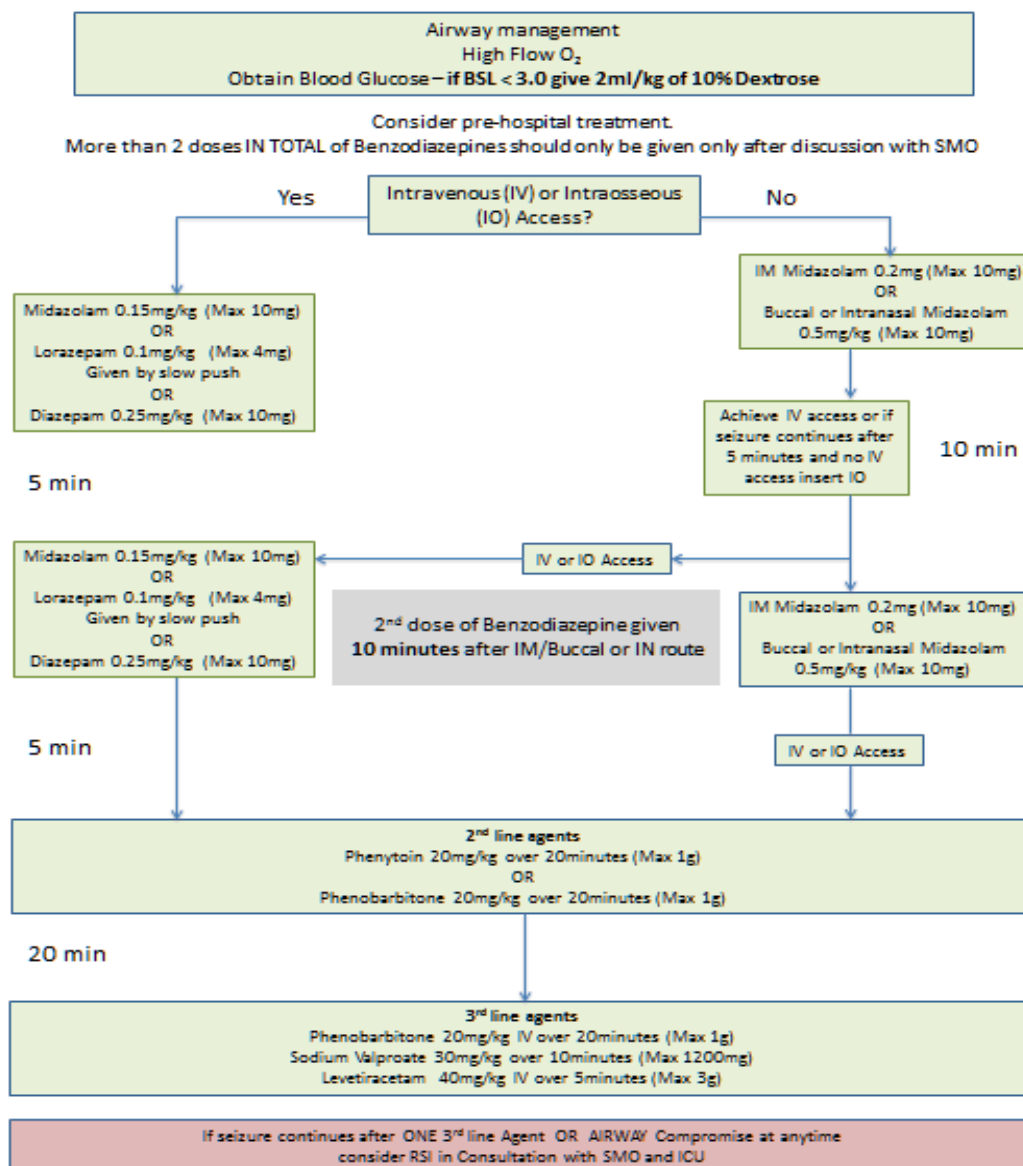 Airway management
High Flow O₂
Obtain Blood Glucose – if BSL < 3.0 give 2ml/kg of 10% Dextrose
Consider pre-hospital treatment.
More than 2 doses IN TOTAL of Benzodiazepines should only be given only after discussion with SMO
Yes
Intravenous (IV) or Intraosseous
(IO) Access?
No
Midazolam 0.15mg/kg (Max 10mg)
OR
Lorazepam 0.1mg/kg (Max 4mg)
Given by slow push
OR
Diazepam 0.25mg/kg (Max 10mg)
IM Midazolam 0.2mg (Max 10mg)
OR
Buccal or Intranasal Midazolam
0.5mg/kg (Max 10mg)
Achieve IV access or if
seizure continues after
5 minutes and no IV
access insert IO
10 min
5 min
Midazolam 0.15mg/kg (Max 10mg)
OR
Lorazepam 0.1mg/kg (Max 4mg)
Given by slow push
OR
Diazepam 0.25mg/kg (Max 10mg)
IV or IO Access
2nd dose of Benzodiazepine given
10 minutes after IM/Buccal or IN route
IM Midazolam 0.2mg (Max 10mg)
OR
Buccal or Intranasal Midazolam
0.5mg/kg (Max 10mg)
5 min
IV or IO Access
2nd line agents
Phenytoin 20mg/kg over 20minutes (Max 1g)
OR
Phenobarbitone 20mg/kg over 20minutes (Max 1g)
20 min
3rd line agents
Phenobarbitone 20mg/kg IV over 20minutes (Max 1g)
Sodium Valproate 30mg/kg over 10minutes (Max 1200mg)
Levetiracetam 40mg/kg IV over 5minutes (Max 3g)
If seizure continues after ONE 3rd line Agent OR AIRWAY Compromise at anytime
consider RSI in Consultation with SMO and ICU